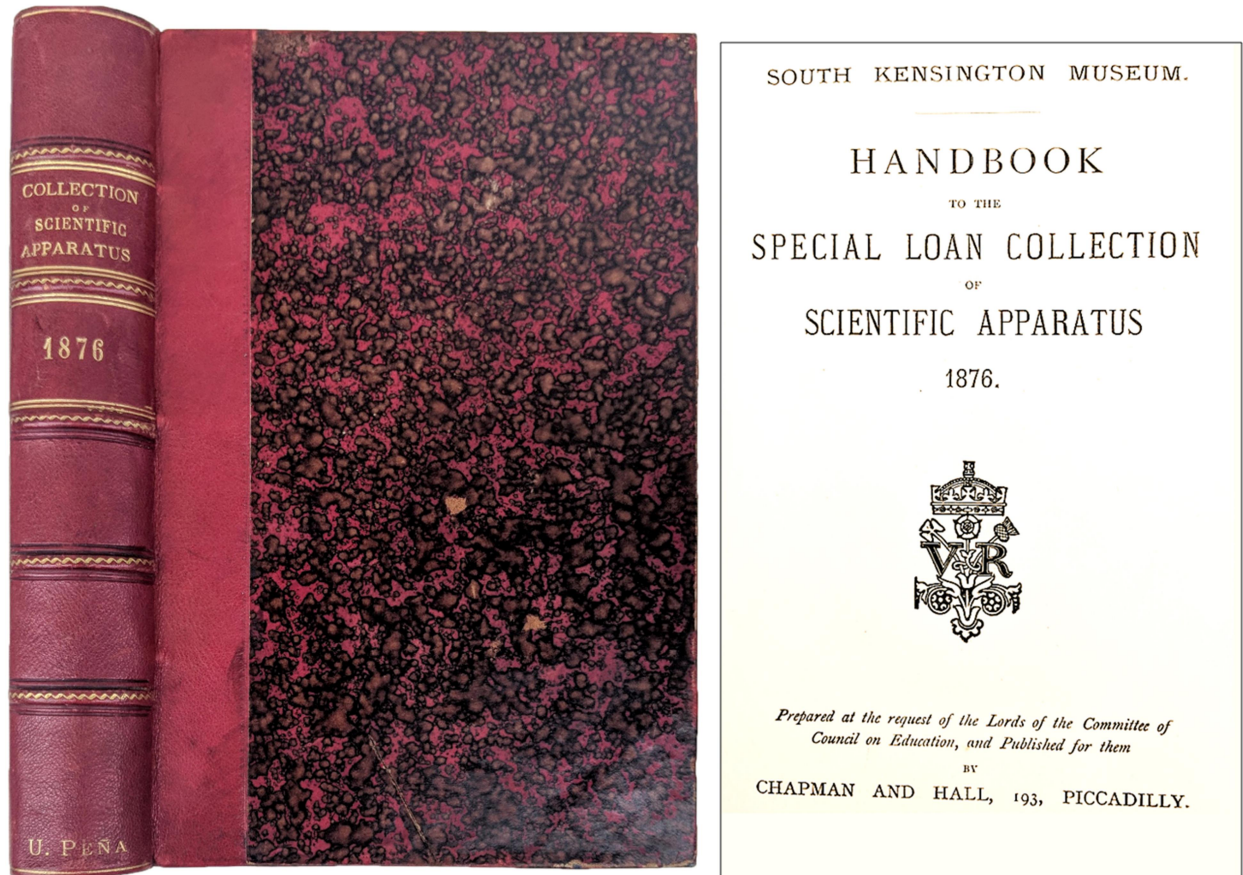 COLLECTION
OF
SCIENTIFIC
APPARATUS
1876
U. PEÑA
SOUTH KENSINGTON MUSEUM.
HANDBOOK
TO THE
SPECIAL LOAN COLLECTION
OF
SCIENTIFIC APPARATUS
1876.
V R
Prepared at the request of the Lords of the Committee of
Council on Education, and Published for them
BY
CHAPMAN AND HALL, 193, PICCADILLY.